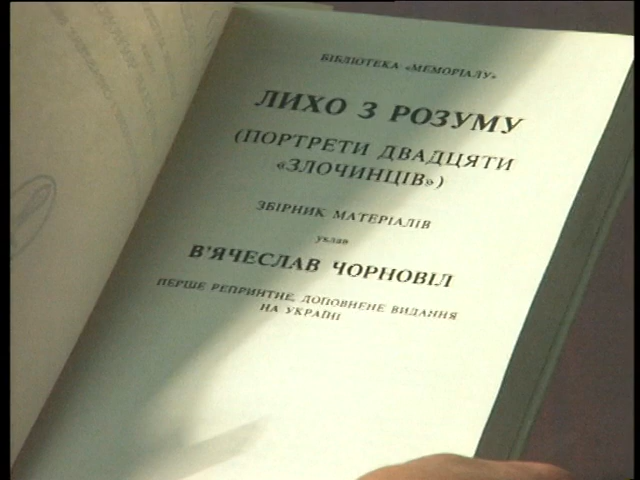 БІБЛІОТЕКА «МЕМОРІАЛУ»
ЛИХО З РОЗУМУ
(ПОРТРЕТИ ДВАДЦЯТИ
«ЗЛОЧИНЦІВ»)
ЗБІРНИК МАТЕРІАЛІВ
уклав
В'ЯЧЕСЛАВ ЧОРНОВІЛ
ПЕРШЕ РЕПРИНТНЕ, ДОПОВНЕНЕ ВИДАННЯ
НА УКРАЇНІ